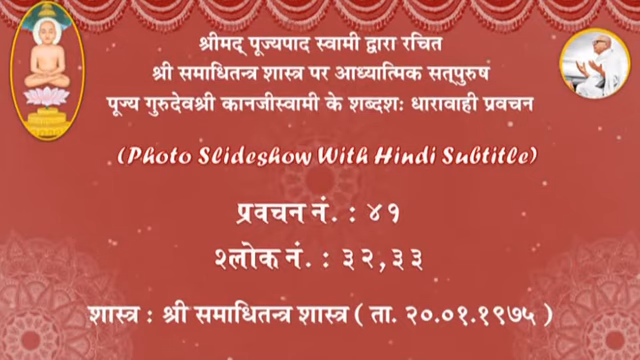 श्रीमद् पूज्यपाद स्वामी द्वारा रचित
श्री समाधितन्त्र शास्त्र पर आध्यात्मिक सत्पुरुष
पूज्य गुरुदेवश्री कानजीस्वामी के शब्दशः धारावाही प्रवचन
(Photo Slideshow With Hindi Subtitle)
प्रवचन नं. : ४१
श्लोक नं. : ३२,३३
शास्त्र : श्री समाधितन्त्र शास्त्र ( ता. २०.०१.१९७५ )